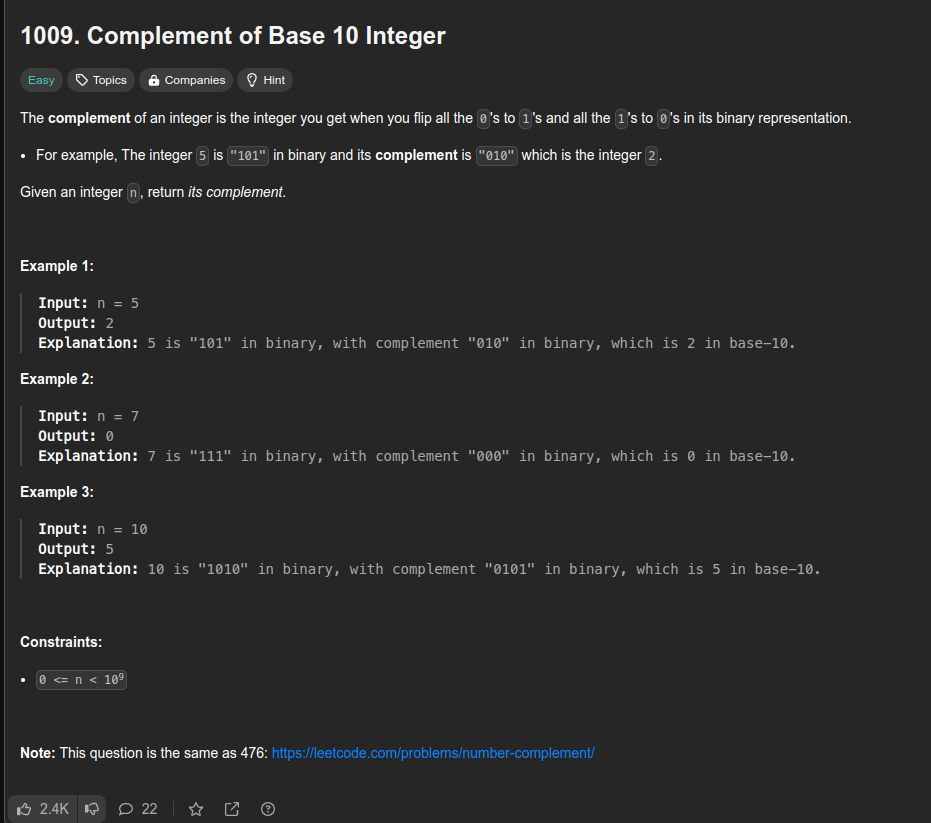 1009. Complement of Base 10 Integer
Easy Topics Companies Hint
The complement of an integer is the integer you get when you flip all the 0's to 1's and all the 1's to 0's in its binary representation.
• For example, The integer 5 is "101" in binary and its complement is "010" which is the integer 2.
Given an integer n, return its complement.
Example 1:
Input: n = 5
Output: 2
Explanation: 5 is "101" in binary, with complement "010" in binary, which is 2 in base-10.
Example 2:
Input: n = 7
Output: 0
Explanation: 7 is "111" in binary, with complement "000" in binary, which is 0 in base-10.
Example 3:
Input: n = 10
Output: 5
Explanation: 10 is "1010" in binary, with complement "0101" in binary, which is 5 in base-10.
Constraints:
• 0 <= n < 10⁹
Note: This question is the same as 476: https://leetcode.com/problems/number-complement/
2.4K 22